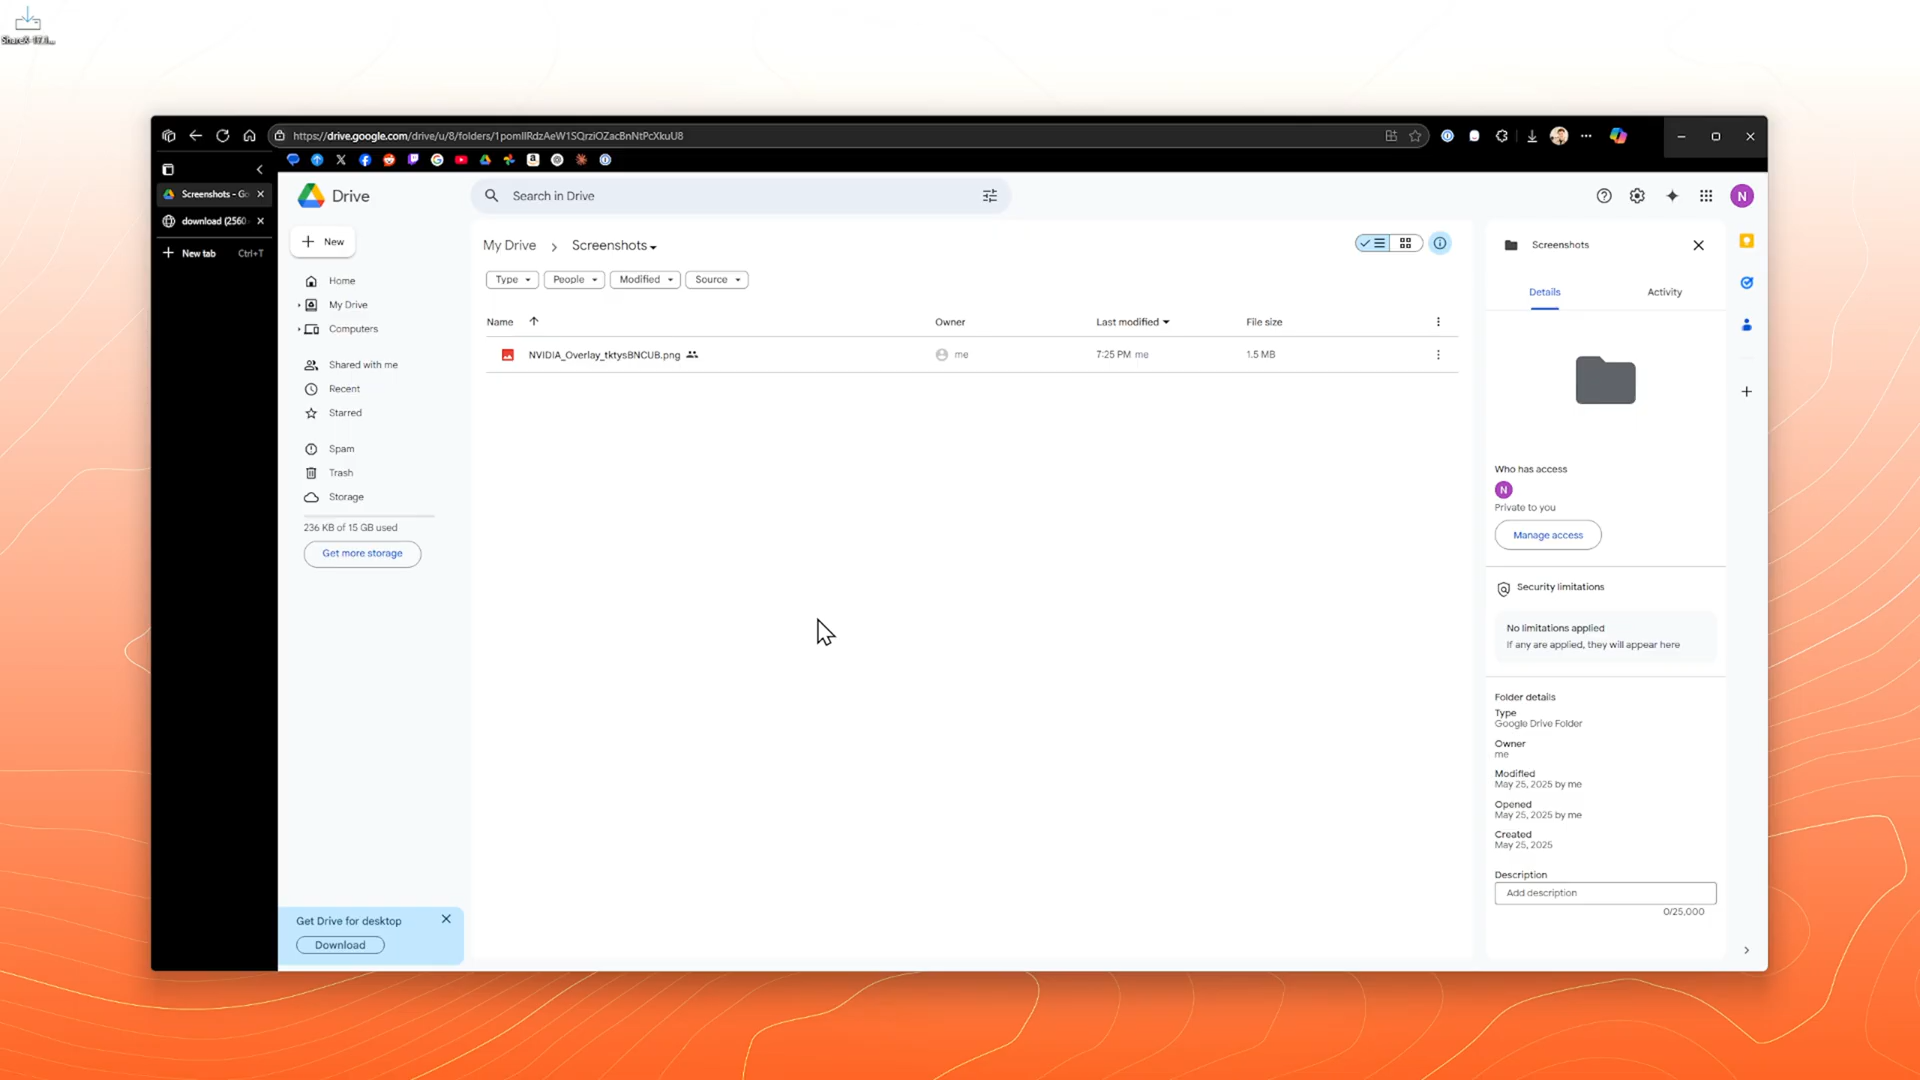 https://drive.google.com/drive/u/8/folders/1pomIlRdzAeW1SQrziOZacBnNtPcXkuU8
Screenshots - Go
download (2560
New tab Ctrl+T
Drive
Search in Drive
N
New
Home
My Drive
Computers
Shared with me
Recent
Starred
Spam
Trash
Storage
236 KB of 15 GB used
Get more storage
Get Drive for desktop
Download
My Drive > Screenshots
Type People Modified Source
Name Owner Last modified File size
NVIDIA_Overlay_tktysBNCUB.png me 7:25 PM me 1.5 MB
Screenshots
Details Activity
Who has access
N
Private to you
Manage access
Security limitations
No limitations applied
If any are applied, they will appear here
Folder details
Type
Google Drive Folder
Owner
me
Modified
May 25, 2025 by me
Opened
May 25, 2025 by me
Created
May 25, 2025
Description
Add description
0/25,000